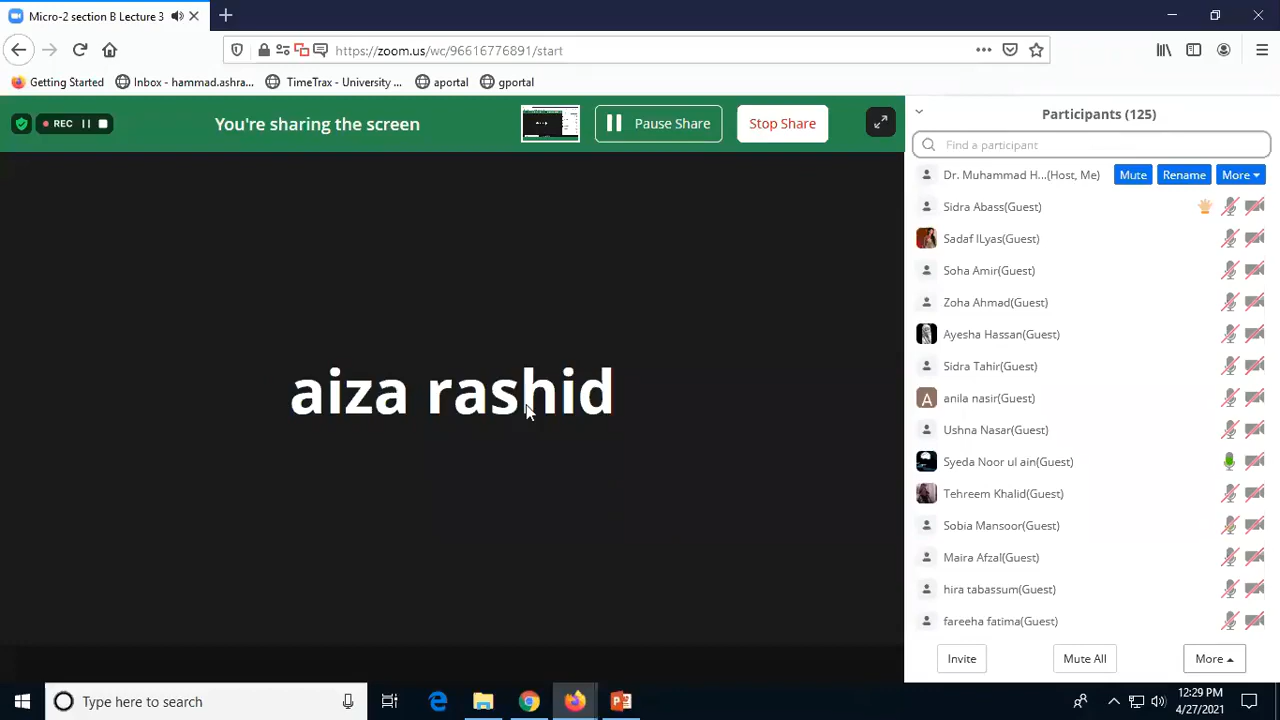 Micro-2 section B Lecture 3
https://zoom.us/wc/96616776891/start
Getting Started
Inbox - hammad.ashra...
TimeTrax - University ...
aportal
gportal
REC
You're sharing the screen
Pause Share
Stop Share
aiza rashid
Participants (125)
Find a participant
Dr. Muhammad H...(Host, Me)
Mute
Rename
More
Sidra Abass(Guest)
Sadaf ILyas(Guest)
Soha Amir(Guest)
Zoha Ahmad(Guest)
Ayesha Hassan(Guest)
Sidra Tahir(Guest)
A
anila nasir(Guest)
Ushna Nasar(Guest)
Syeda Noor ul ain(Guest)
Tehreem Khalid(Guest)
Sobia Mansoor(Guest)
Maira Afzal(Guest)
hira tabassum(Guest)
fareeha fatima(Guest)
Invite
Mute All
More
Type here to search
12:29 PM
4/27/2021